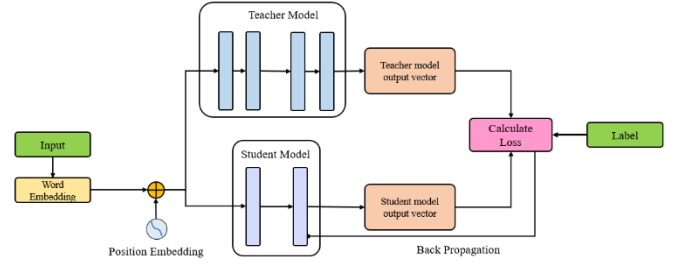 Teacher Model
Teacher model
output vector
Calculate
Loss
Label
Input
Word
Embedding
Student Model
Student model
output vector
Position Embedding
Back Propagation